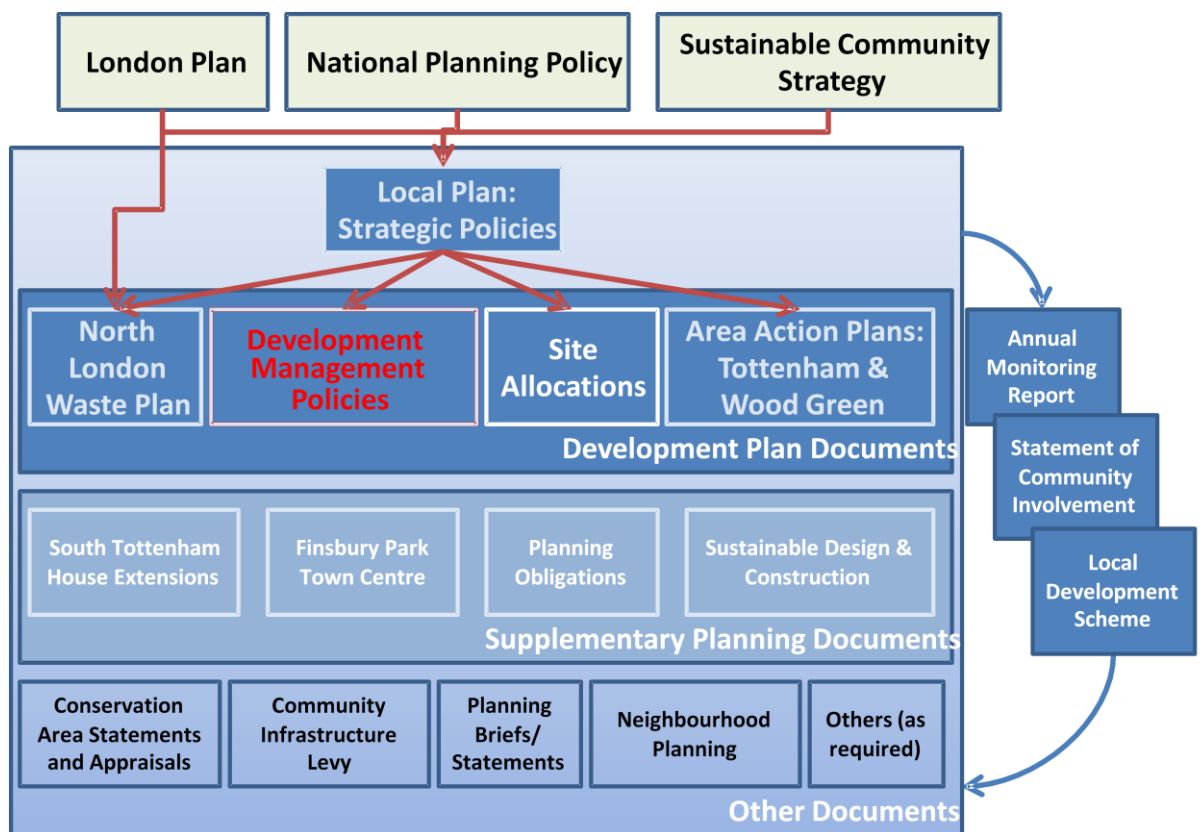 London Plan
National Planning Policy
Sustainable Community
Strategy
Local Plan:
Strategic Policies
North
London
Waste Plan
Development
Management
Policies
Site
Allocations
Area Action Plans:
Tottenham &
Wood Green
Development Plan Documents
South Tottenham
House Extensions
Finsbury Park
Town Centre
Planning
Obligations
Sustainable Design &
Construction
Supplementary Planning Documents
Conservation
Area Statements
and Appraisals
Community
Infrastructure
Levy
Planning
Briefs/
Statements
Neighbourhood
Planning
Others (as
required)
Other Documents
Annual
Monitoring
Report
Statement of
Community
Involvement
Local
Development
Scheme